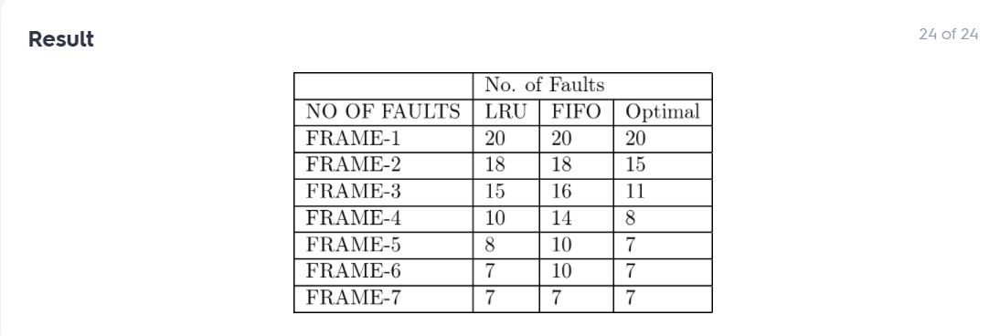 Result
24 of 24
No. of Faults
NO OF FAULTS LRU FIFO Optimal
FRAME-1 20 20 20
FRAME-2 18 18 15
FRAME-3 15 16 11
FRAME-4 10 14 8
FRAME-5 8 10 7
FRAME-6 7 10 7
FRAME-7 7 7 7